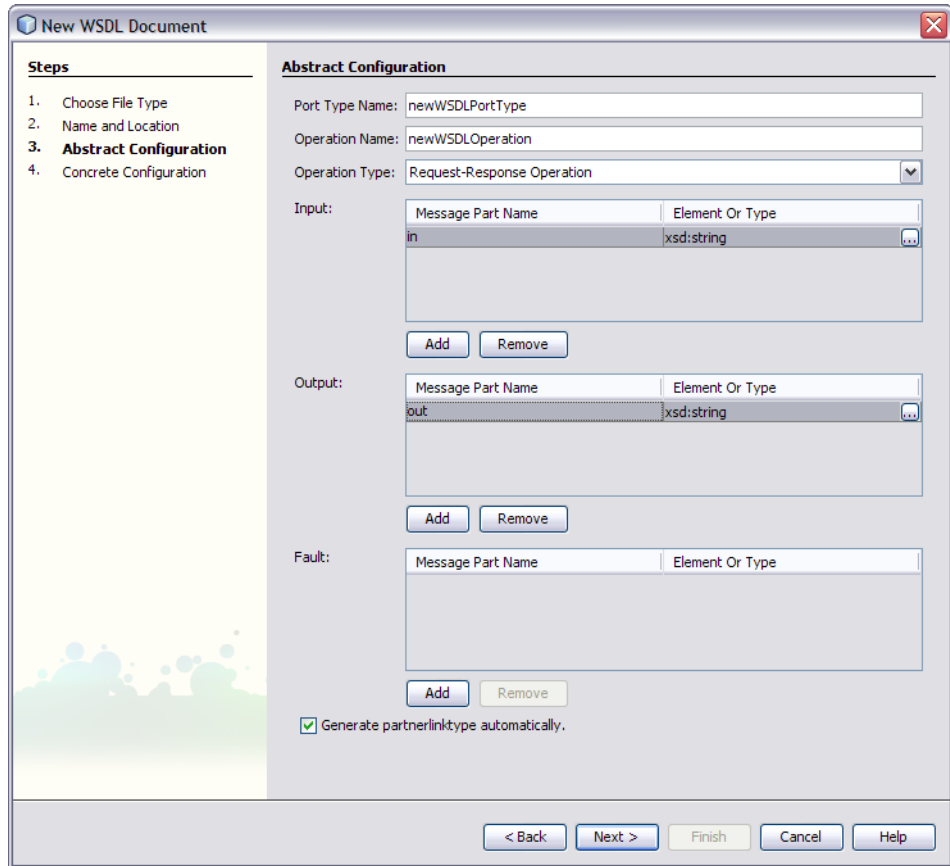 New WSDL Document
Steps
1. Choose File Type
2. Name and Location
3. Abstract Configuration
4. Concrete Configuration
Abstract Configuration
Port Type Name: newWSDLPortType
Operation Name: newWSDLOperation
Operation Type: Request-Response Operation
Input:
Message Part Name Element Or Type
in xsd:string ...
Add Remove
Output:
Message Part Name Element Or Type
out xsd:string ...
Add Remove
Fault:
Message Part Name Element Or Type
Add Remove
Generate partnerlinktype automatically.
< Back Next > Finish Cancel Help